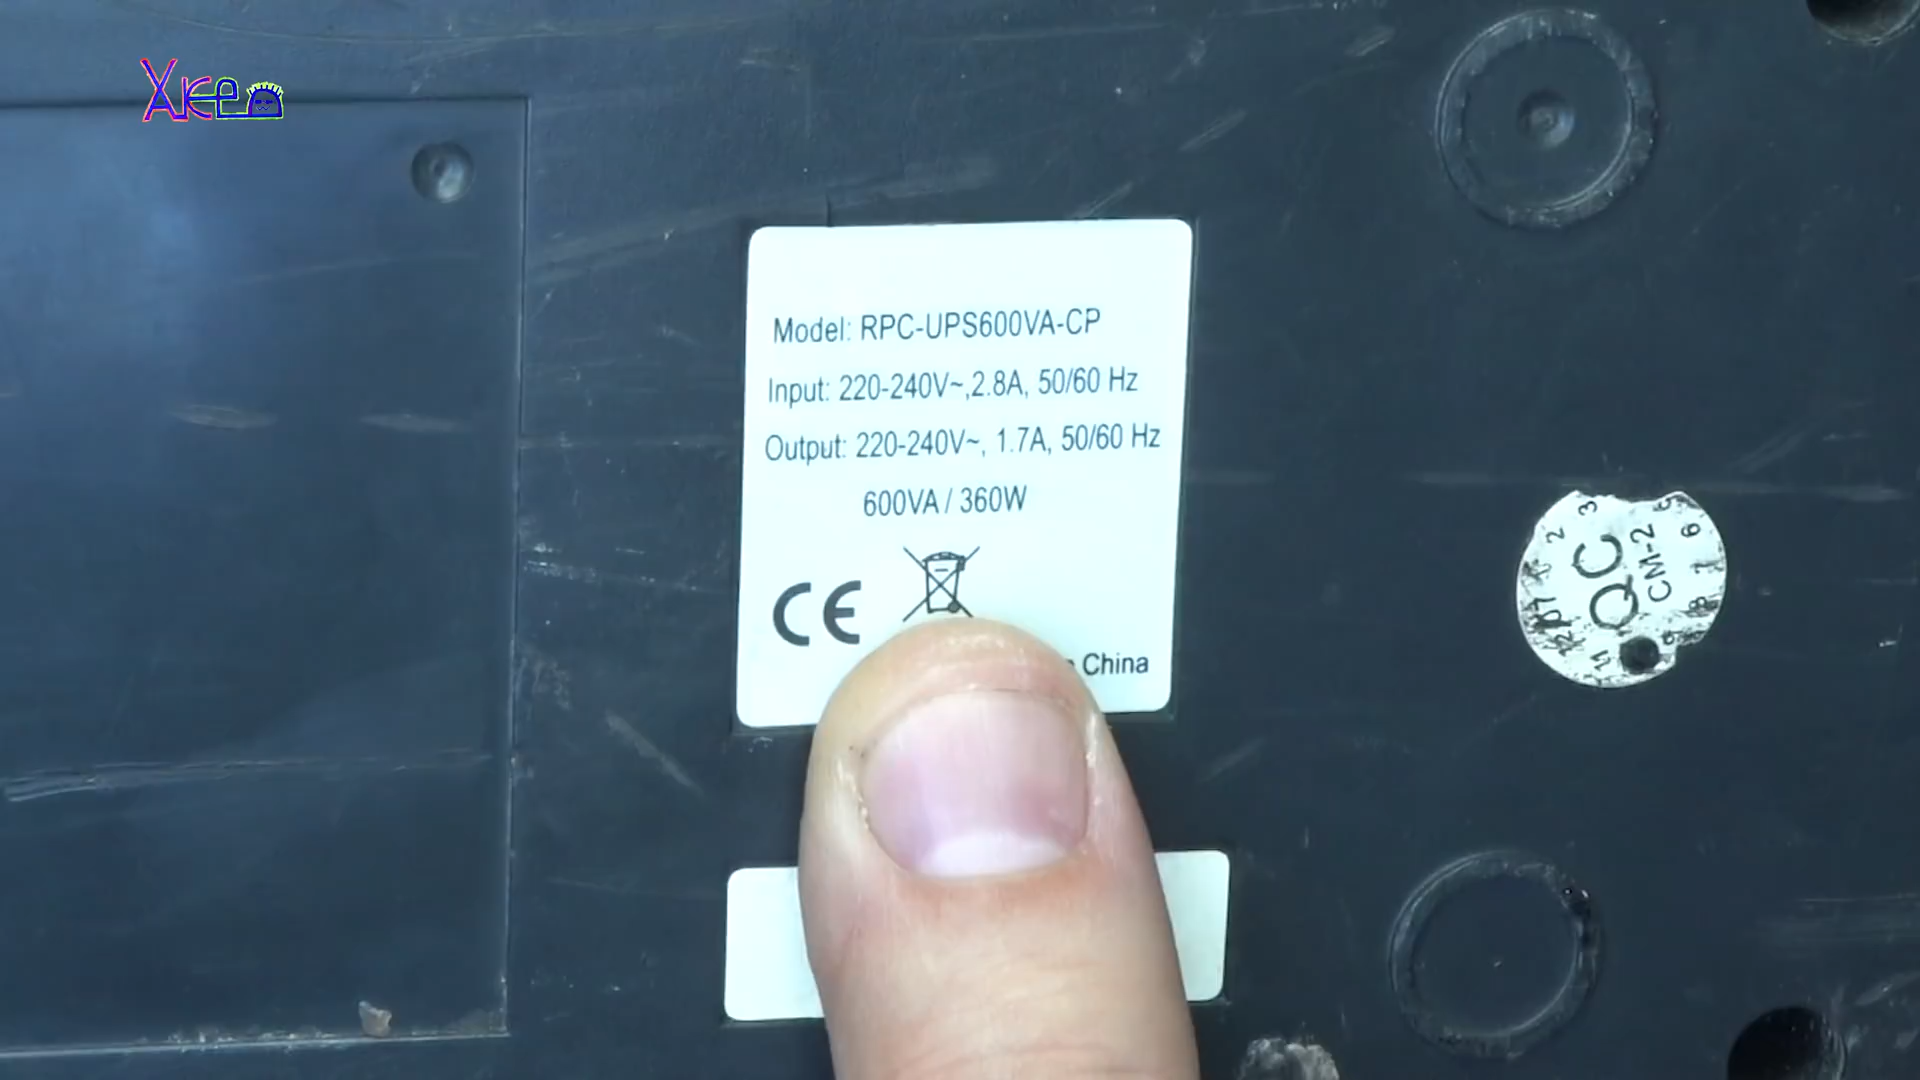 Model: RPC-UPS600VA-CP
Input: 220-240V~,2.8A, 50/60 Hz
Output: 220-240V~, 1.7A, 50/60 Hz
600VA / 360W
CE
China
QC
CM-2